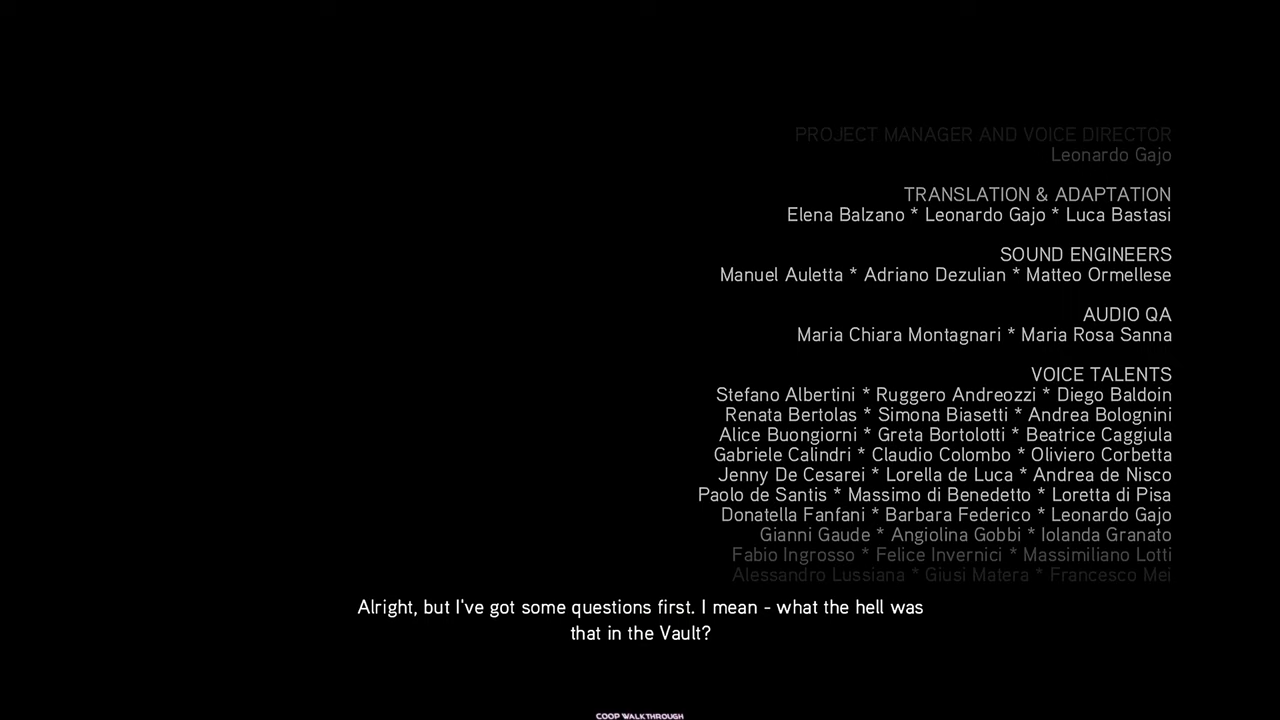 PROJECT MANAGER AND VOICE DIRECTOR
Leonardo Gajo
TRANSLATION & ADAPTATION
Elena Balzano * Leonardo Gajo * Luca Bastasi
SOUND ENGINEERS
Manuel Auletta * Adriano Dezulian * Matteo Ormellese
AUDIO QA
Maria Chiara Montagnari * Maria Rosa Sanna
VOICE TALENTS
Stefano Albertini * Ruggero Andreozzi * Diego Baldoin
Renata Bertolas * Simona Biasetti * Andrea Bolognini
Alice Buongiorni * Greta Bortolotti * Beatrice Caggiula
Gabriele Calindri * Claudio Colombo * Oliviero Corbetta
Jenny De Cesarei * Lorella de Luca * Andrea de Nisco
Paolo de Santis * Massimo di Benedetto * Loretta di Pisa
Donatella Fanfani * Barbara Federico * Leonardo Gajo
Gianni Gaude * Angiolina Gobbi * Iolanda Granato
Fabio Ingrosso * Felice Invernici * Massimiliano Lotti
Alessandro Lussiana * Giusi Matera * Francesco Mei
Alright, but I've got some questions first. I mean - what the hell was
that in the Vault?
COOP WALKTHROUGH